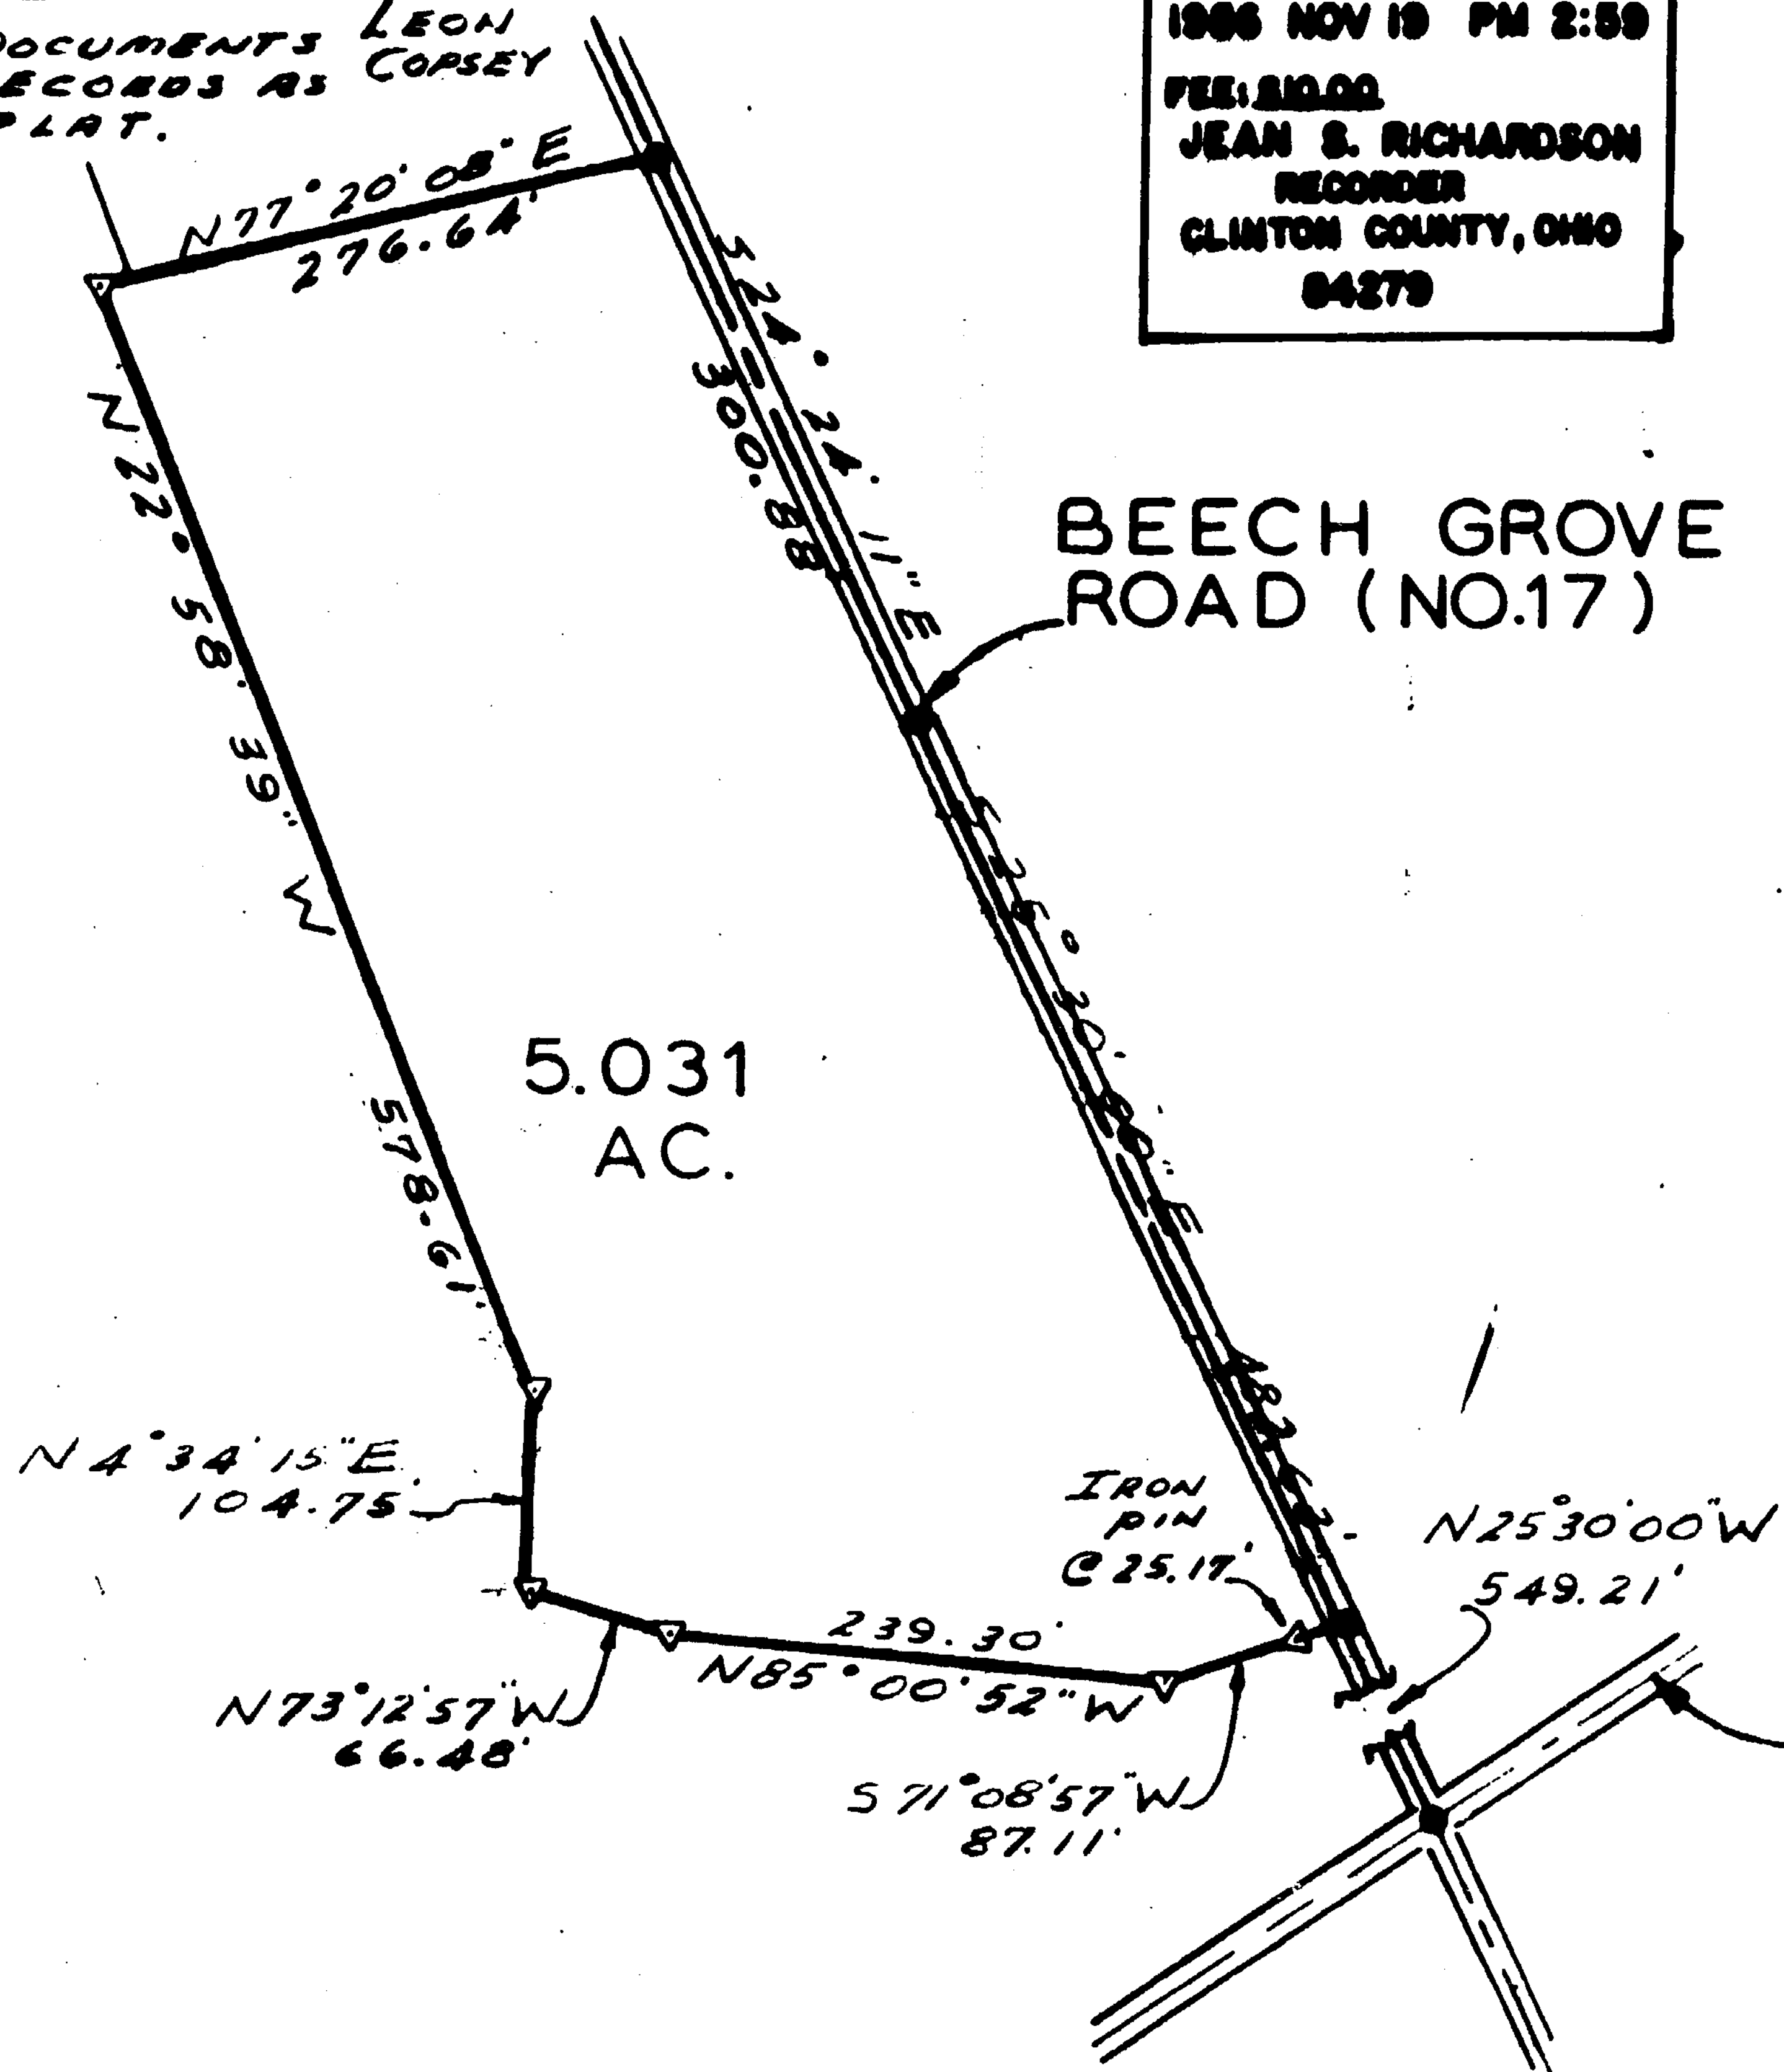 DOCUMENTS
RECORDS AS
PLAT.
LEON
COPSEY
NOV 19 PM 2:59
FEE: $10.00
JEAN S. RICHARDSON
RECORDER
CLINTON COUNTY, OHIO
N77°20'08"E
276.64'
S24°24'11"E
300.88
BEECH GROVE
ROAD (NO.17)
N22°58'39"W
578.61'
5.031
AC.
N4°34'15"E
104.75'
IRON
PIN
@ 25.17'
N25°30'00"W
549.21'
239.30'
N85°00'52"W
N73°12'57"W
66.48'
S71°08'57"W
87.11'